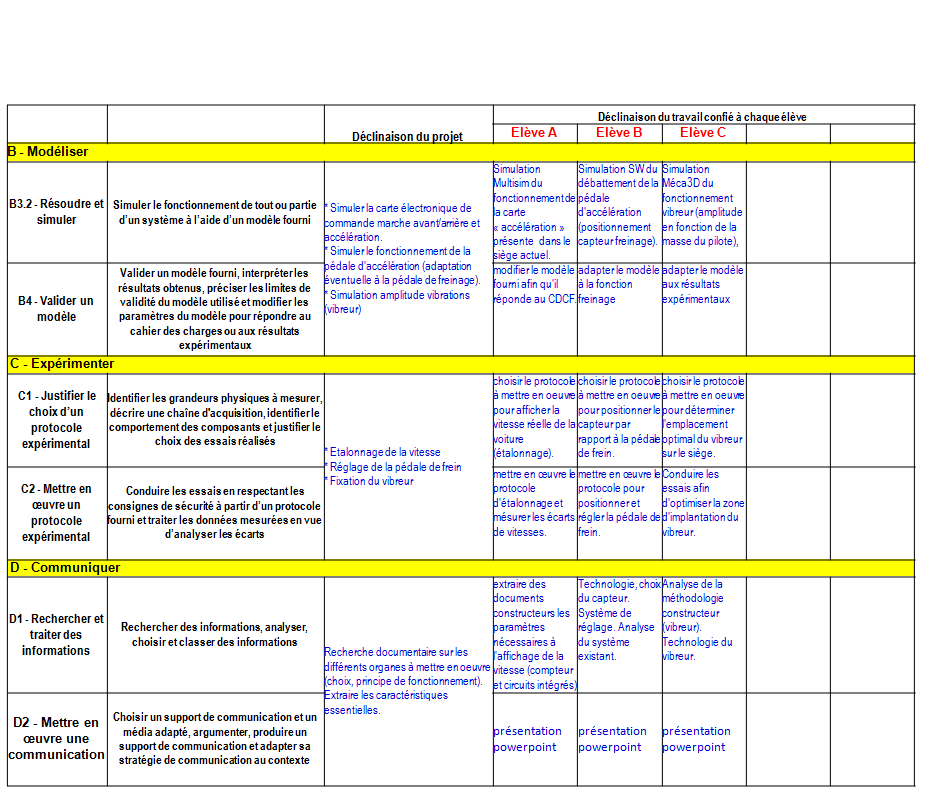 Déclinaison du projet
Déclinaison du travail confié à chaque élève
Elève A
Elève B
Elève C
B - Modéliser
B3.2 - Résoudre et
simuler
Simuler le fonctionnement de tout ou partie
d'un système à l'aide d'un modèle fourni
* Simuler la carte électronique de
commande marche avant/arrière et
accélération.
* Simuler le fonctionnement de la
pédale d'accélération (adaptation
éventuelle à la pédale de freinage).
* Simulation amplitude vibrations
(vibreur)
Simulation
Multisim du
fonctionnement de
la carte
« accélération »
présente dans le
siège actuel.
Simulation SW du
débattement de la
pédale
d'accélération
(positionnement
capteur freinage).
Simulation
Méca3D du
fonctionnement
vibreur (amplitude
en fonction de la
masse du pilote),
B4 - Valider un
modèle
Valider un modèle fourni, interpréter les
résultats obtenus, préciser les limites de
validité du modèle utilisé et modifier les
paramètres du modèle pour répondre au
cahier des charges ou aux résultats
expérimentaux
modifier le modèle
fourni afin qu'il
réponde au CDCF.
adapter le modèle
à la fonction
freinage
adapter le modèle
aux résultats
expérimentaux
C - Expérimenter
C1 - Justifier le
choix d'un
protocole
expérimental
Identifier les grandeurs physiques à mesurer,
décrire une chaîne d'acquisition, identifier le
comportement des composants et justifier le
choix des essais réalisés
* Etalonnage de la vitesse
* Réglage de la pédale de frein
* Fixation du vibreur
choisir le protocole
à mettre en oeuvre
pour afficher la
vitesse réelle de la
voiture
(étalonnage).
choisir le protocole
à mettre en oeuvre
pour positionner le
capteur par
rapport à la pédale
de frein.
choisir le protocole
à mettre en oeuvre
pour déterminer
l'emplacement
optimal du vibreur
sur le siège.
C2 - Mettre en
œuvre un
protocole
expérimental
Conduire les essais en respectant les
consignes de sécurité à partir d'un protocole
fourni et traiter les données mesurées en vue
d'analyser les écarts
mettre en œuvre le
protocole
d'étalonnage et
mésurer les écarts
de vitesses.
mettre en œuvre le
protocole pour
positionner et
régler la pédale de
frein.
Conduire les
essais afin
d'optimiser la zone
d'implantation du
vibreur.
D - Communiquer
D1 - Rechercher et
traiter des
informations
Rechercher des informations, analyser,
choisir et classer des informations
Recherche documentaire sur les
différents organes à mettre en oeuvre
(choix, principe de fonctionnement).
Extraire les caractéristiques
essentielles.
extraire des
documents
constructeurs les
paramètres
nécessaires à
l'affichage de la
vitesse (compteur
et circuits intégrés)
Technologie, choix
du capteur.
Système de
réglage. Analyse
du système
existant.
Analyse de la
méthodologie
constructeur
(vibreur).
Technologie du
vibreur.
D2 - Mettre en
œuvre une
communication
Choisir un support de communication et un
média adapté, argumenter, produire un
support de communication et adapter sa
stratégie de communication au contexte
présentation
powerpoint
présentation
powerpoint
présentation
powerpoint